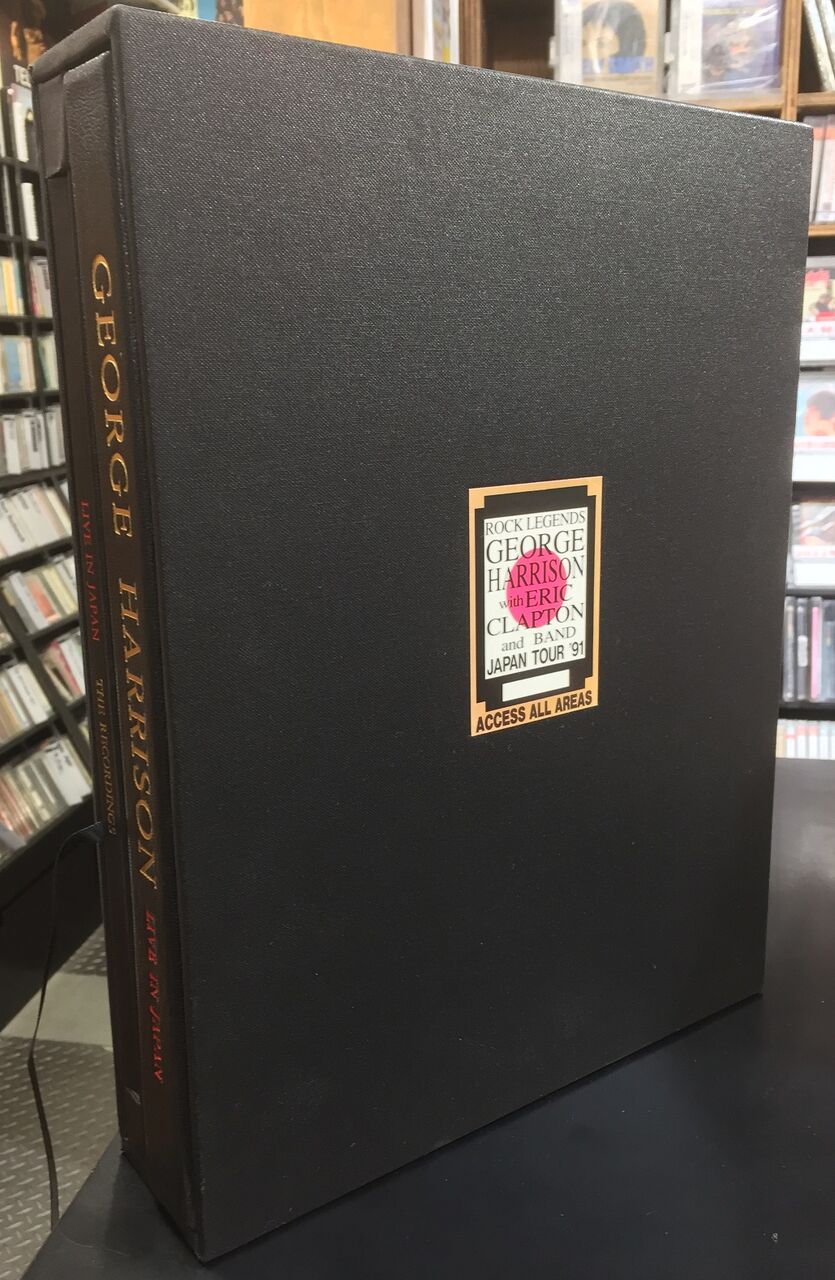 GEORGE HARRISON LIVE IN JAPAN
LIVE IN JAPAN THE RECORDINGS
ROCK LEGENDS
GEORGE
HARRISON
with ERIC
CLAPTON
and BAND
JAPAN TOUR '91
ACCESS ALL AREAS